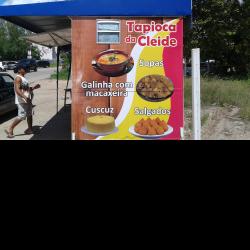 Tapioca
da Cleide
Sopas
Galinha com
macaxeira
Cuscuz
Salgados